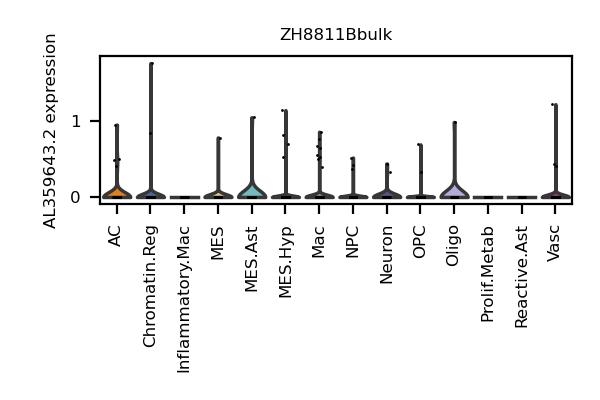 ZH8811Bbulk
AL359643.2 expression
1
0
AC
Chromatin.Reg
Inflammatory.Mac
MES
MES.Ast
MES.Hyp
Mac
NPC
Neuron
OPC
Oligo
Prolif.Metab
Reactive.Ast
Vasc